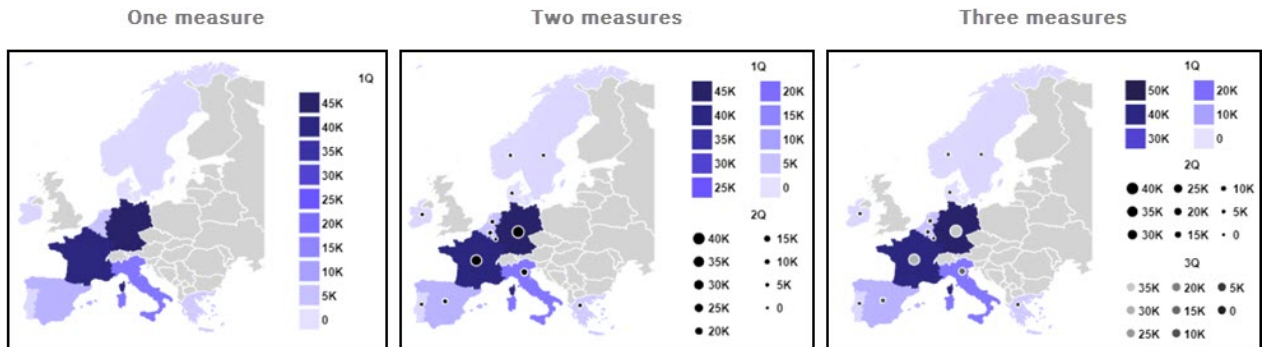 One measure
Two measures
Three measures
1Q
45K
40K
35K
30K
25K
20K
15K
10K
5K
0
1Q
45K 20K
40K 15K
35K 10K
30K 5K
25K 0
2Q
40K 15K
35K 10K
30K 5K
25K 0
20K
1Q
50K 20K
40K 10K
30K 0
2Q
40K 25K 10K
35K 20K 5K
30K 15K 0
3Q
35K 20K 5K
30K 15K 0
25K 10K